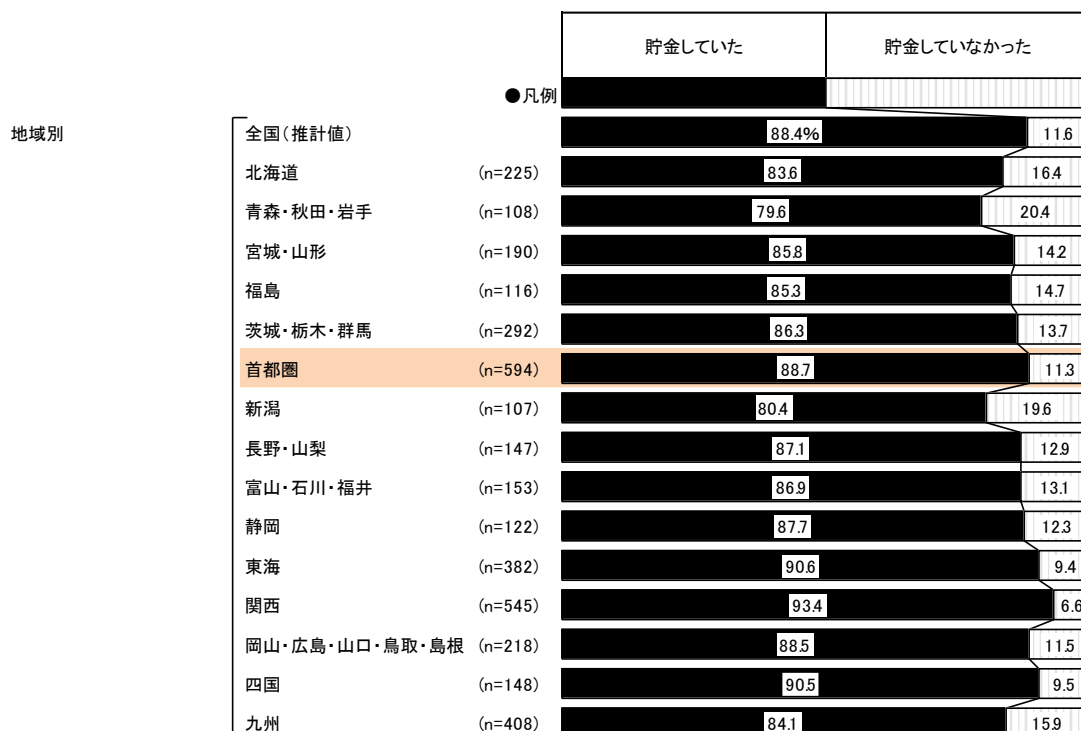 貯金していた 貯金していなかった
●凡例
地域別 全国(推計値) 88.4% 11.6
北海道 (n=225) 83.6 16.4
青森・秋田・岩手 (n=108) 79.6 20.4
宮城・山形 (n=190) 85.8 14.2
福島 (n=116) 85.3 14.7
茨城・栃木・群馬 (n=292) 86.3 13.7
首都圏 (n=594) 88.7 11.3
新潟 (n=107) 80.4 19.6
長野・山梨 (n=147) 87.1 12.9
富山・石川・福井 (n=153) 86.9 13.1
静岡 (n=122) 87.7 12.3
東海 (n=382) 90.6 9.4
関西 (n=545) 93.4 6.6
岡山・広島・山口・鳥取・島根 (n=218) 88.5 11.5
四国 (n=148) 90.5 9.5
九州 (n=408) 84.1 15.9